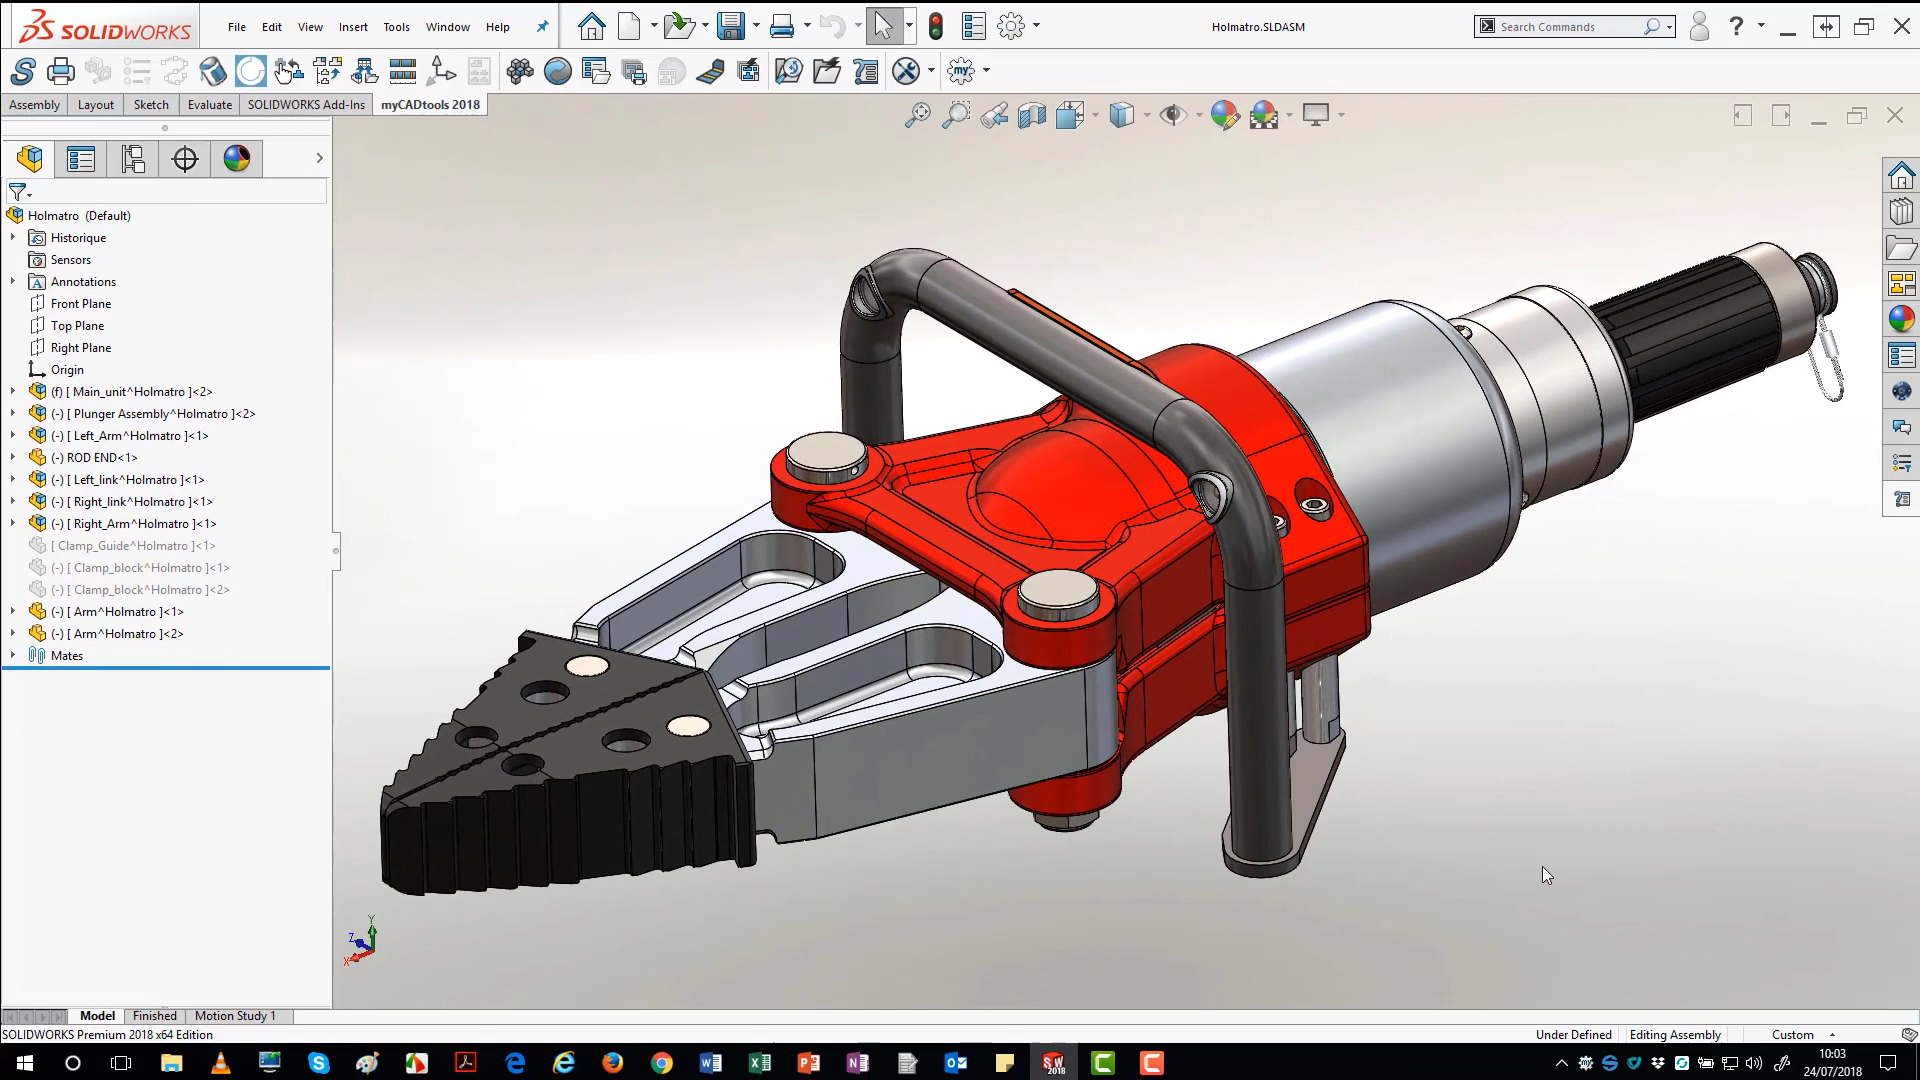 SOLIDWORKS
File Edit View Insert Tools Window Help
Holmatro.SLDASM
Search Commands
my
Assembly Layout Sketch Evaluate SOLIDWORKS Add-Ins myCADtools 2018
Holmatro (Default)
Historique
Sensors
Annotations
Front Plane
Top Plane
Right Plane
Origin
(f) [ Main_unit^Holmatro ]<2>
(-) [ Plunger Assembly^Holmatro ]<2>
(-) [ Left_Arm^Holmatro ]<1>
(-) ROD END<1>
(-) [ Left_link^Holmatro ]<1>
(-) [ Right_link^Holmatro ]<1>
(-) [ Right_Arm^Holmatro ]<1>
[ Clamp_Guide^Holmatro ]<1>
(-) [ Clamp_block^Holmatro ]<1>
(-) [ Clamp_block^Holmatro ]<2>
(-) [ Arm^Holmatro ]<1>
(-) [ Arm^Holmatro ]<2>
Mates
Y
Z
X
Model Finished Motion Study 1
SOLIDWORKS Premium 2018 x64 Edition
Under Defined Editing Assembly Custom
SW 2018
10:03
24/07/2018